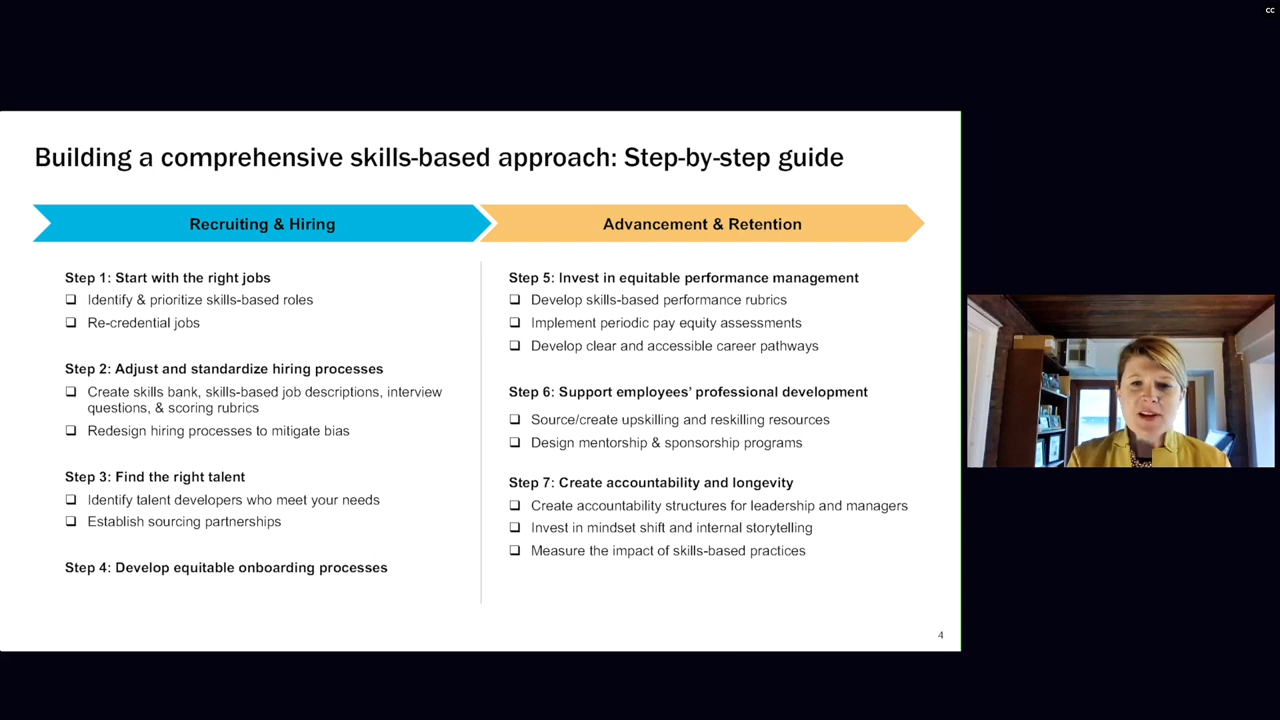 CC
Building a comprehensive skills-based approach: Step-by-step guide
Recruiting & Hiring
Advancement & Retention
Step 1: Start with the right jobs
Identify & prioritize skills-based roles
Re-credential jobs
Step 2: Adjust and standardize hiring processes
Create skills bank, skills-based job descriptions, interview
questions, & scoring rubrics
Redesign hiring processes to mitigate bias
Step 3: Find the right talent
Identify talent developers who meet your needs
Establish sourcing partnerships
Step 4: Develop equitable onboarding processes
Step 5: Invest in equitable performance management
Develop skills-based performance rubrics
Implement periodic pay equity assessments
Develop clear and accessible career pathways
Step 6: Support employees’ professional development
Source/create upskilling and reskilling resources
Design mentorship & sponsorship programs
Step 7: Create accountability and longevity
Create accountability structures for leadership and managers
Invest in mindset shift and internal storytelling
Measure the impact of skills-based practices
4